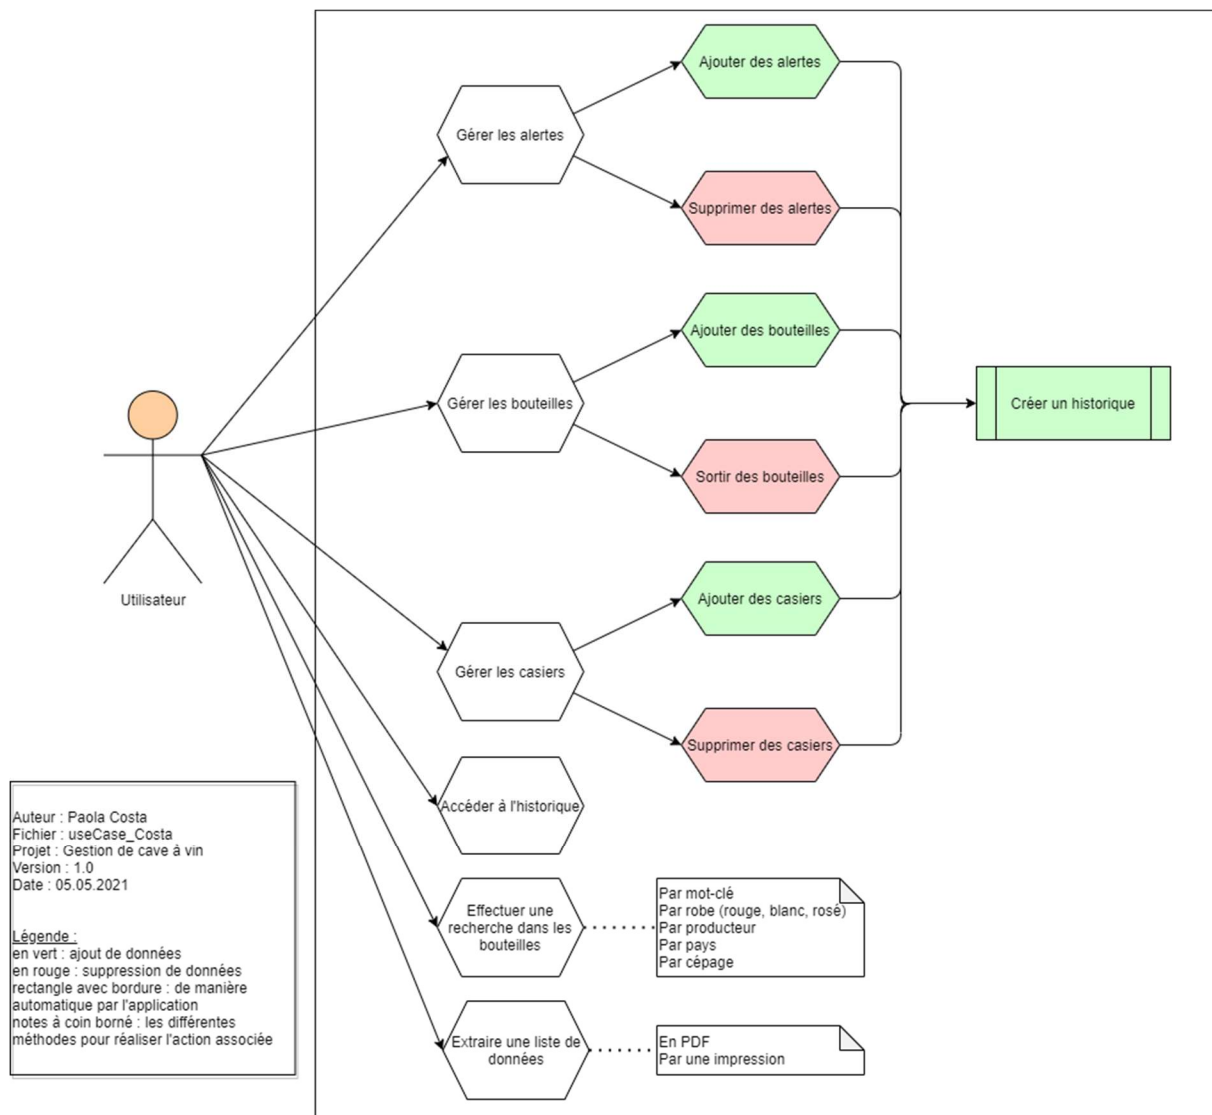 Ajouter des alertes
Gérer les alertes
Supprimer des alertes
Ajouter des bouteilles
Gérer les bouteilles
Créer un historique
Sortir des bouteilles
Utilisateur
Ajouter des casiers
Gérer les casiers
Supprimer des casiers
Accéder à l'historique
Auteur : Paola Costa
Fichier : useCase_Costa
Projet : Gestion de cave à vin
Version : 1.0
Date : 05.05.2021
Légende :
en vert : ajout de données
en rouge : suppression de données
rectangle avec bordure : de manière
automatique par l'application
notes à coin borné : les différentes
méthodes pour réaliser l'action associée
Effectuer une
recherche dans les
bouteilles
Par mot-clé
Par robe (rouge, blanc, rosé)
Par producteur
Par pays
Par cépage
Extraire une liste de
données
En PDF
Par une impression